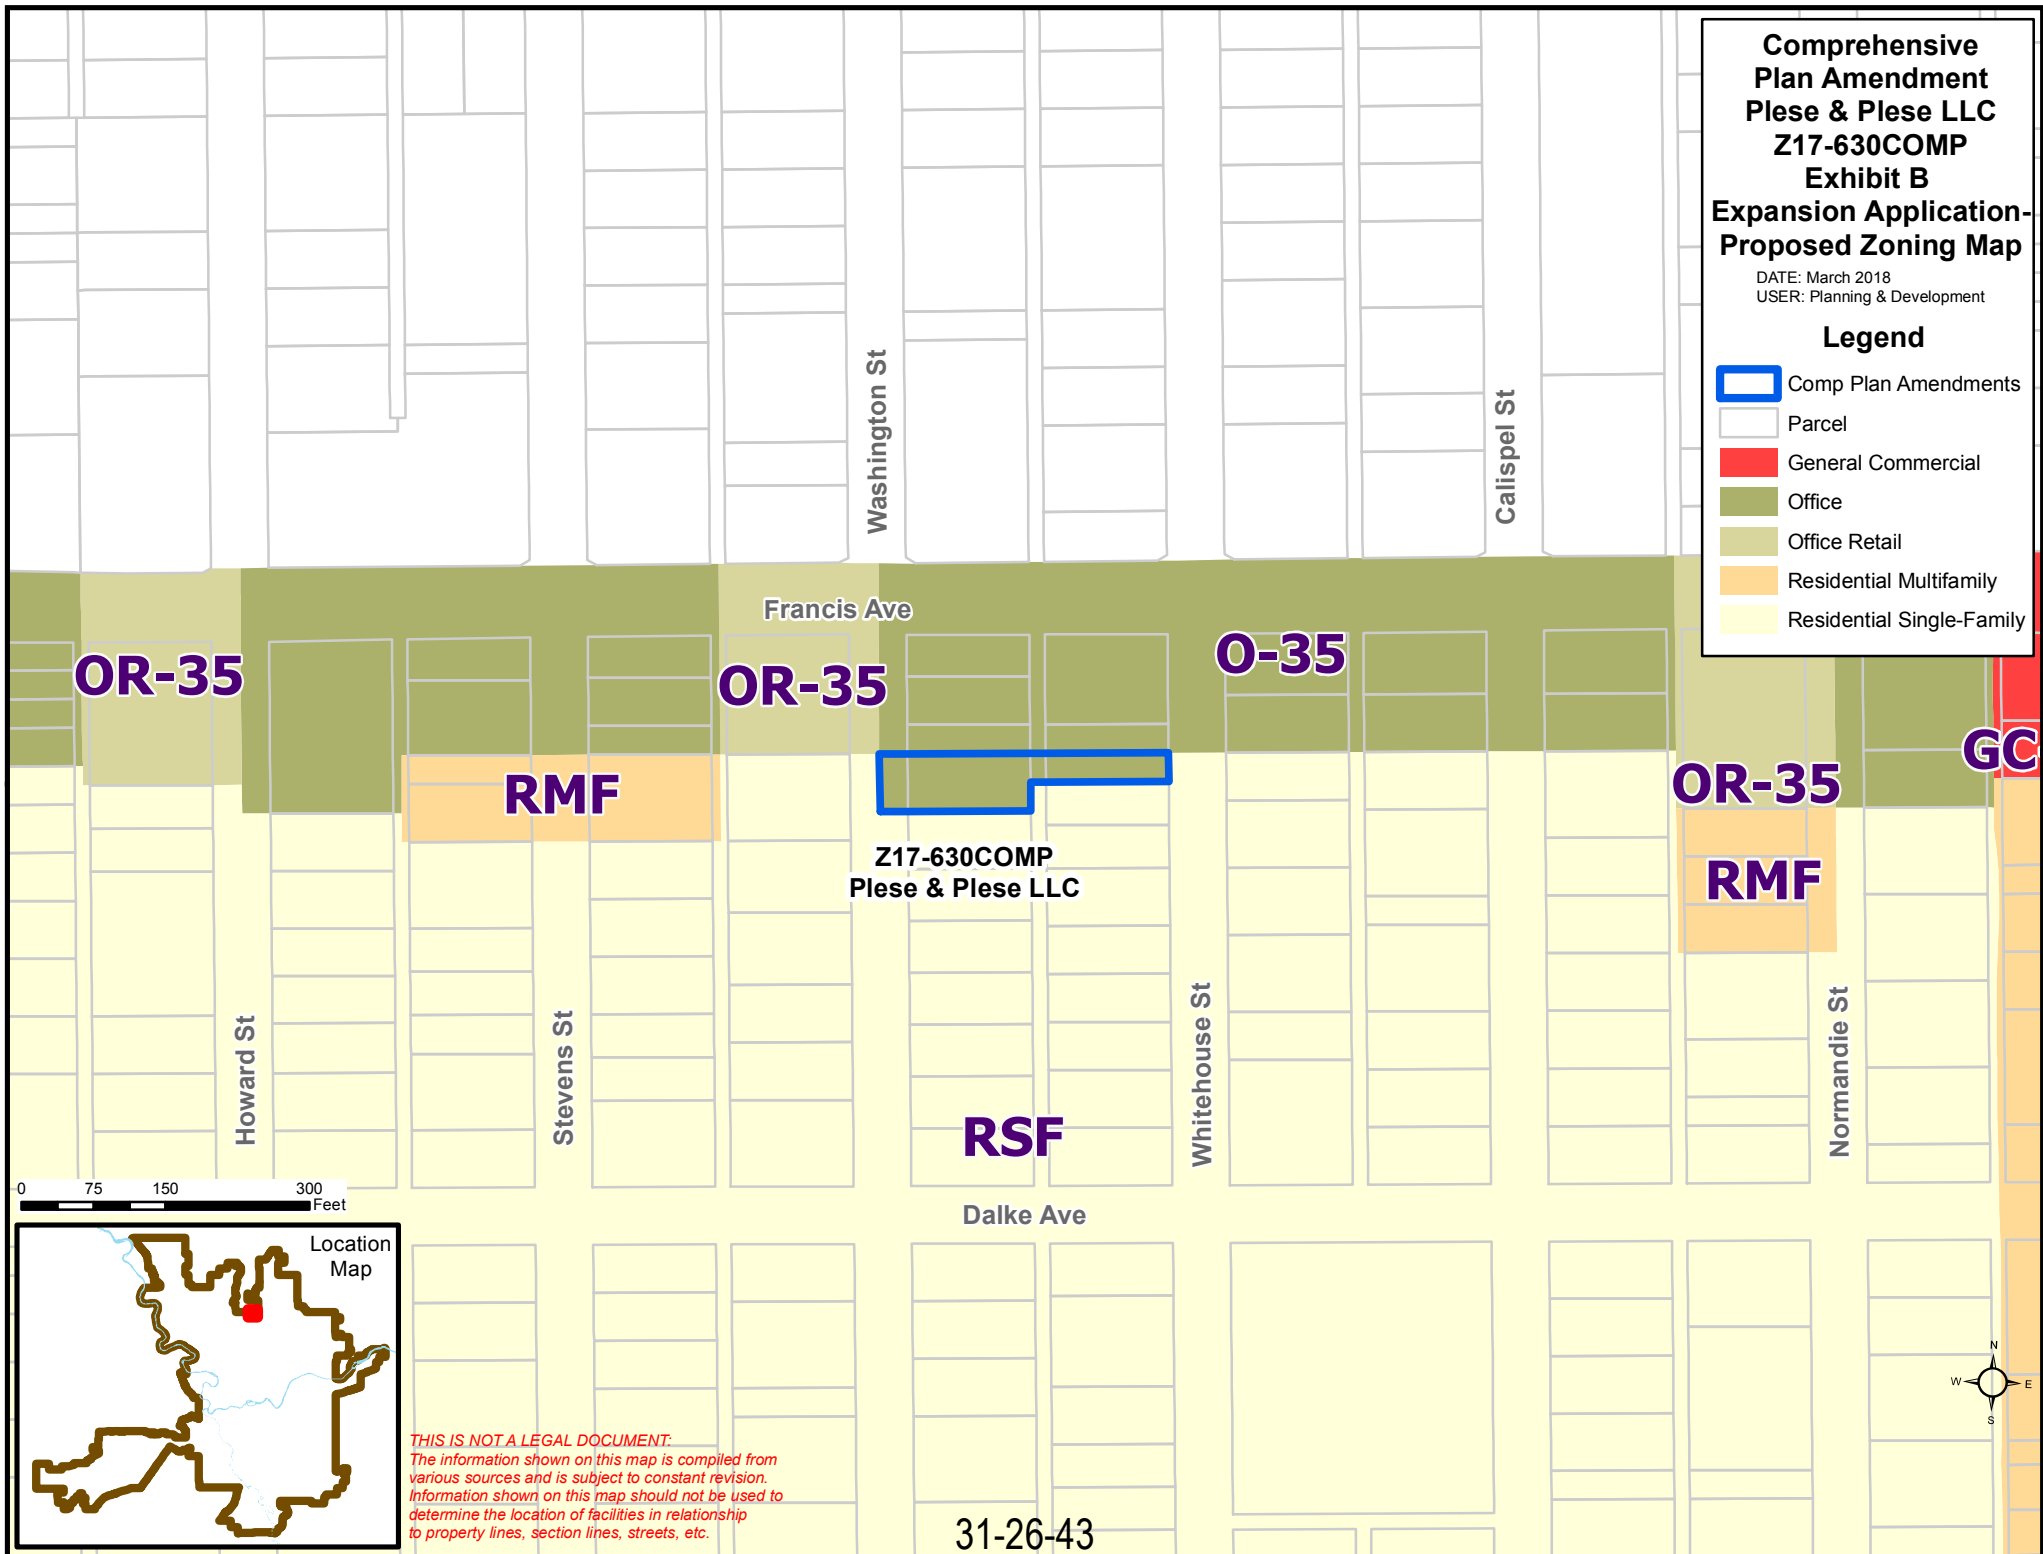 Comprehensive
Plan Amendment
Plese & Plese LLC
Z17-630COMP
Exhibit B
Expansion Application-
Proposed Zoning Map
DATE: March 2018
USER: Planning & Development
Legend
Comp Plan Amendments
Parcel
General Commercial
Office
Office Retail
Residential Multifamily
Residential Single-Family
Washington St
Calispel St
Francis Ave
OR-35
OR-35
O-35
OR-35
GC
RMF
RMF
Z17-630COMP
Plese & Plese LLC
Howard St
Stevens St
Whitehouse St
Normandie St
RSF
Dalke Ave
0 75 150 300
Feet
Location
Map
N
W E
S
THIS IS NOT A LEGAL DOCUMENT:
The information shown on this map is compiled from
various sources and is subject to constant revision.
Information shown on this map should not be used to
determine the location of facilities in relationship
to property lines, section lines, streets, etc.
31-26-43